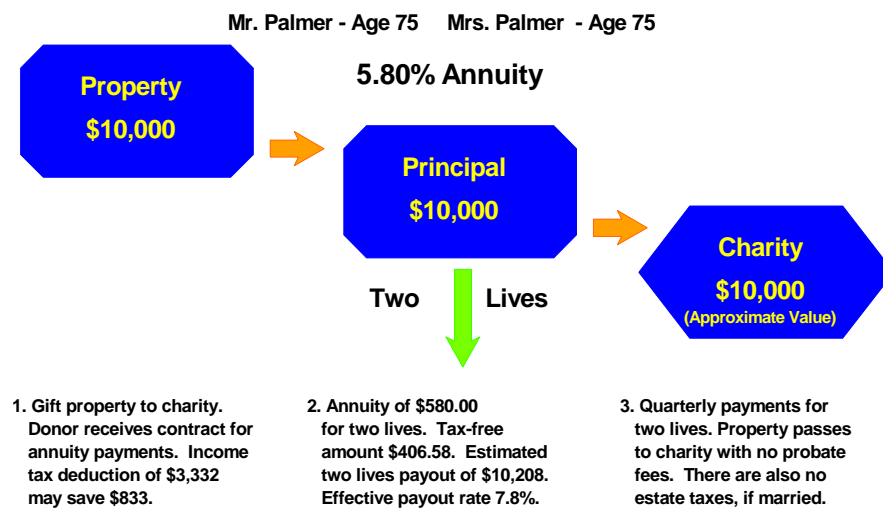 Mr. Palmer - Age 75 Mrs. Palmer - Age 75
5.80% Annuity
Property
$10,000
Principal
$10,000
Charity
$10,000
(Approximate Value)
Two Lives
1. Gift property to charity.
Donor receives contract for
annuity payments. Income
tax deduction of $3,332
may save $833.
2. Annuity of $580.00
for two lives. Tax-free
amount $406.58. Estimated
two lives payout of $10,208.
Effective payout rate 7.8%.
3. Quarterly payments for
two lives. Property passes
to charity with no probate
fees. There are also no
estate taxes, if married.